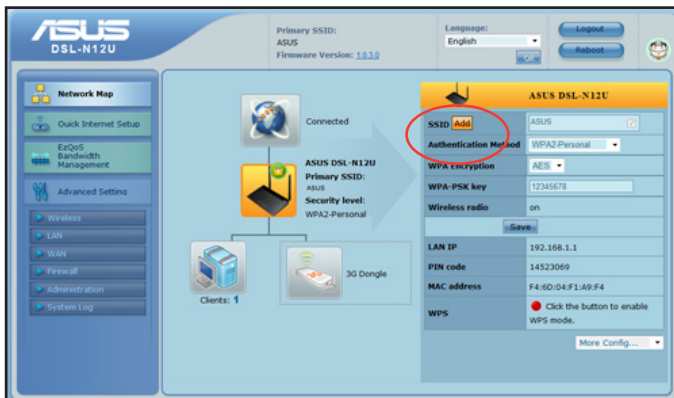 ASUS
DSL-N12U
Primary SSID:
ASUS
Firmware Version: 1.0.3.0
Language:
English
Logout
Reboot
Network Map
Quick Internet Setup
EzQoS
Bandwidth
Management
Advanced Setting
Wireless
LAN
WAN
Firewall
Administration
System Log
Connected
ASUS DSL-N12U
Primary SSID:
ASUS
Security level:
WPA2-Personal
Clients: 1
3G Dongle
ASUS DSL-N12U
SSID Add ASUS
Authentication Method WPA2-Personal
WPA Encryption AES
WPA-PSK key 12345678
Wireless radio on
Save
LAN IP 192.168.1.1
PIN code 14523069
MAC address F4:6D:04:F1:A9:F4
WPS Click the button to enable
WPS mode.
More Config...